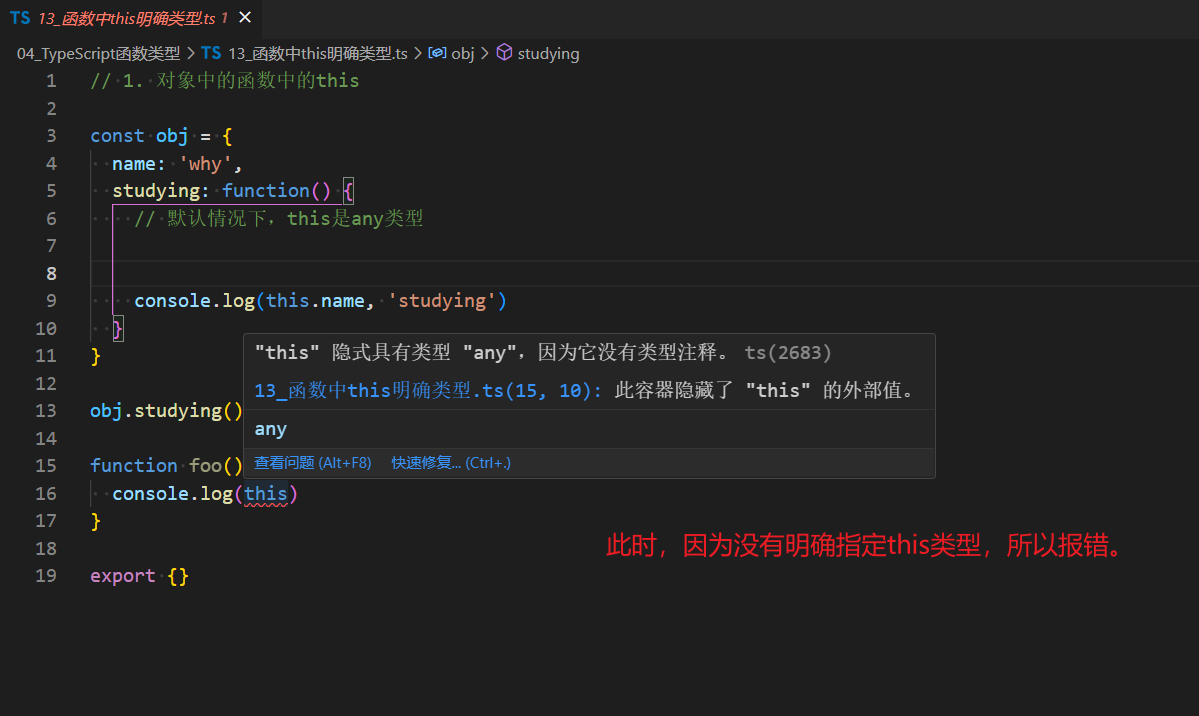 TS 13_函数中this明确类型.ts 1 ×
04_TypeScript函数类型 > TS 13_函数中this明确类型.ts > obj > studying
1 // 1. 对象中的函数中的this
2
3 const obj = {
4 name: 'why',
5 studying: function() {
6 // 默认情况下，this是any类型
7
8
9 console.log(this.name, 'studying')
10 }
11 }
"this" 隐式具有类型 "any"，因为它没有类型注释。 ts(2683)
13_函数中this明确类型.ts(15, 10): 此容器隐藏了 "this" 的外部值。
any
查看问题 (Alt+F8) 快速修复... (Ctrl+.)
12
13 obj.studying()
14
15 function foo()
16 console.log(this)
17 }
此时，因为没有明确指定this类型，所以报错。
18
19 export {}